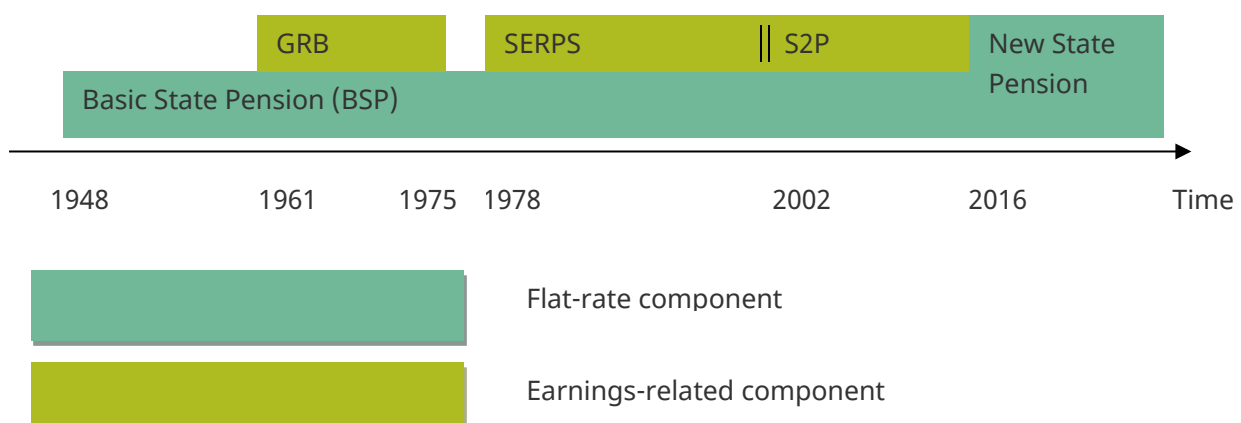 GRB SERPS S2P New State
Pension
Basic State Pension (BSP)
1948 1961 1975 1978 2002 2016 Time
Flat-rate component
Earnings-related component